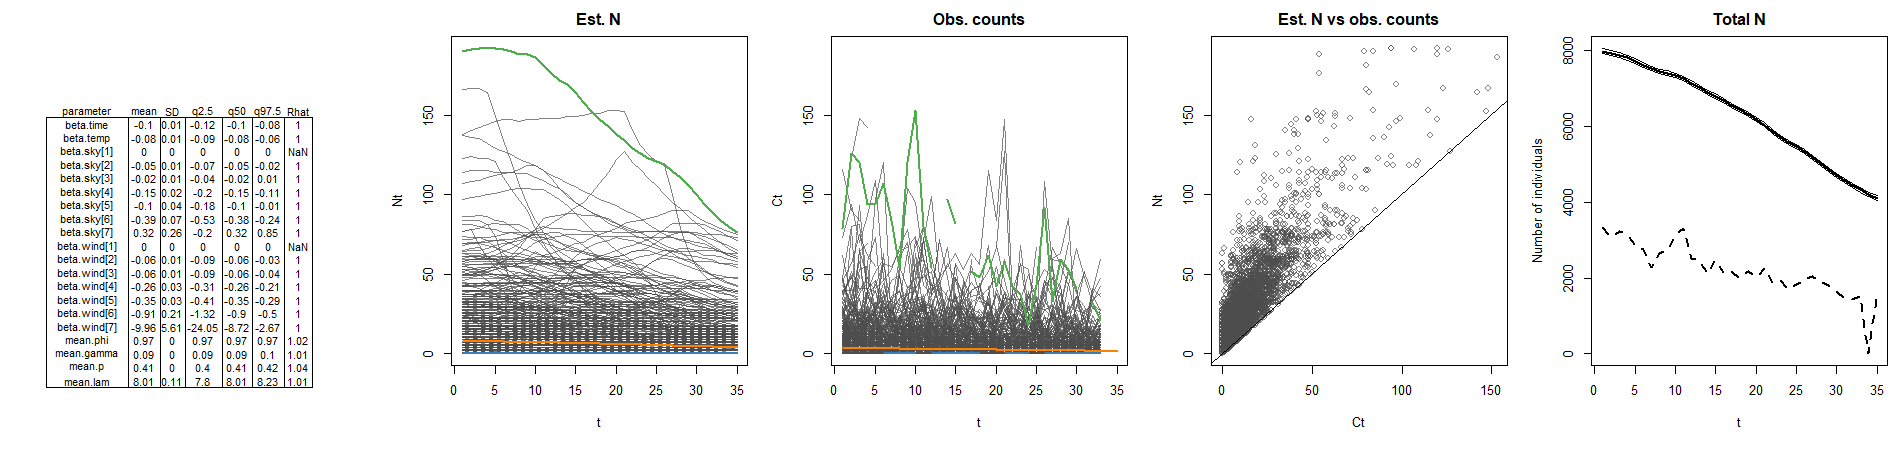 parameter mean SD q2.5 q50 q97.5 Rhat
beta.time −0.1 0.01 −0.12 −0.1 −0.08 1
beta.temp −0.08 0.01 −0.09 −0.08 −0.06 1
beta.sky[1] 0 0 0 0 0 NaN
beta.sky[2] −0.05 0.01 −0.07 −0.05 −0.02 1
beta.sky[3] −0.02 0.01 −0.04 −0.02 0.01 1
beta.sky[4] −0.15 0.02 −0.2 −0.15 −0.11 1
beta.sky[5] −0.1 0.04 −0.18 −0.1 −0.01 1
beta.sky[6] −0.39 0.07 −0.53 −0.38 −0.24 1
beta.sky[7] 0.32 0.26 −0.2 0.32 0.85 1
beta.wind[1] 0 0 0 0 0 NaN
beta.wind[2] −0.06 0.01 −0.09 −0.06 −0.03 1
beta.wind[3] −0.06 0.01 −0.09 −0.06 −0.04 1
beta.wind[4] −0.26 0.03 −0.31 −0.26 −0.21 1
beta.wind[5] −0.35 0.03 −0.41 −0.35 −0.29 1
beta.wind[6] −0.91 0.21 −1.32 −0.9 −0.5 1
beta.wind[7] −9.96 5.61 −24.05 −8.72 −2.67 1
mean.phi 0.97 0 0.97 0.97 0.97 1.02
mean.gamma 0.09 0 0.09 0.09 0.1 1.01
mean.p 0.41 0 0.4 0.41 0.42 1.04
mean.lam 8.01 0.11 7.8 8.01 8.23 1.01
Est. N
Nt
150
100
50
0
0 5 10 15 20 25 30 35
t
Obs. counts
Ct
150
100
50
0
0 5 10 15 20 25 30 35
t
Est. N vs obs. counts
Nt
150
100
50
0
0 50 100 150
Ct
Total N
Number of individuals
8000
6000
4000
2000
0
0 5 10 15 20 25 30 35
t